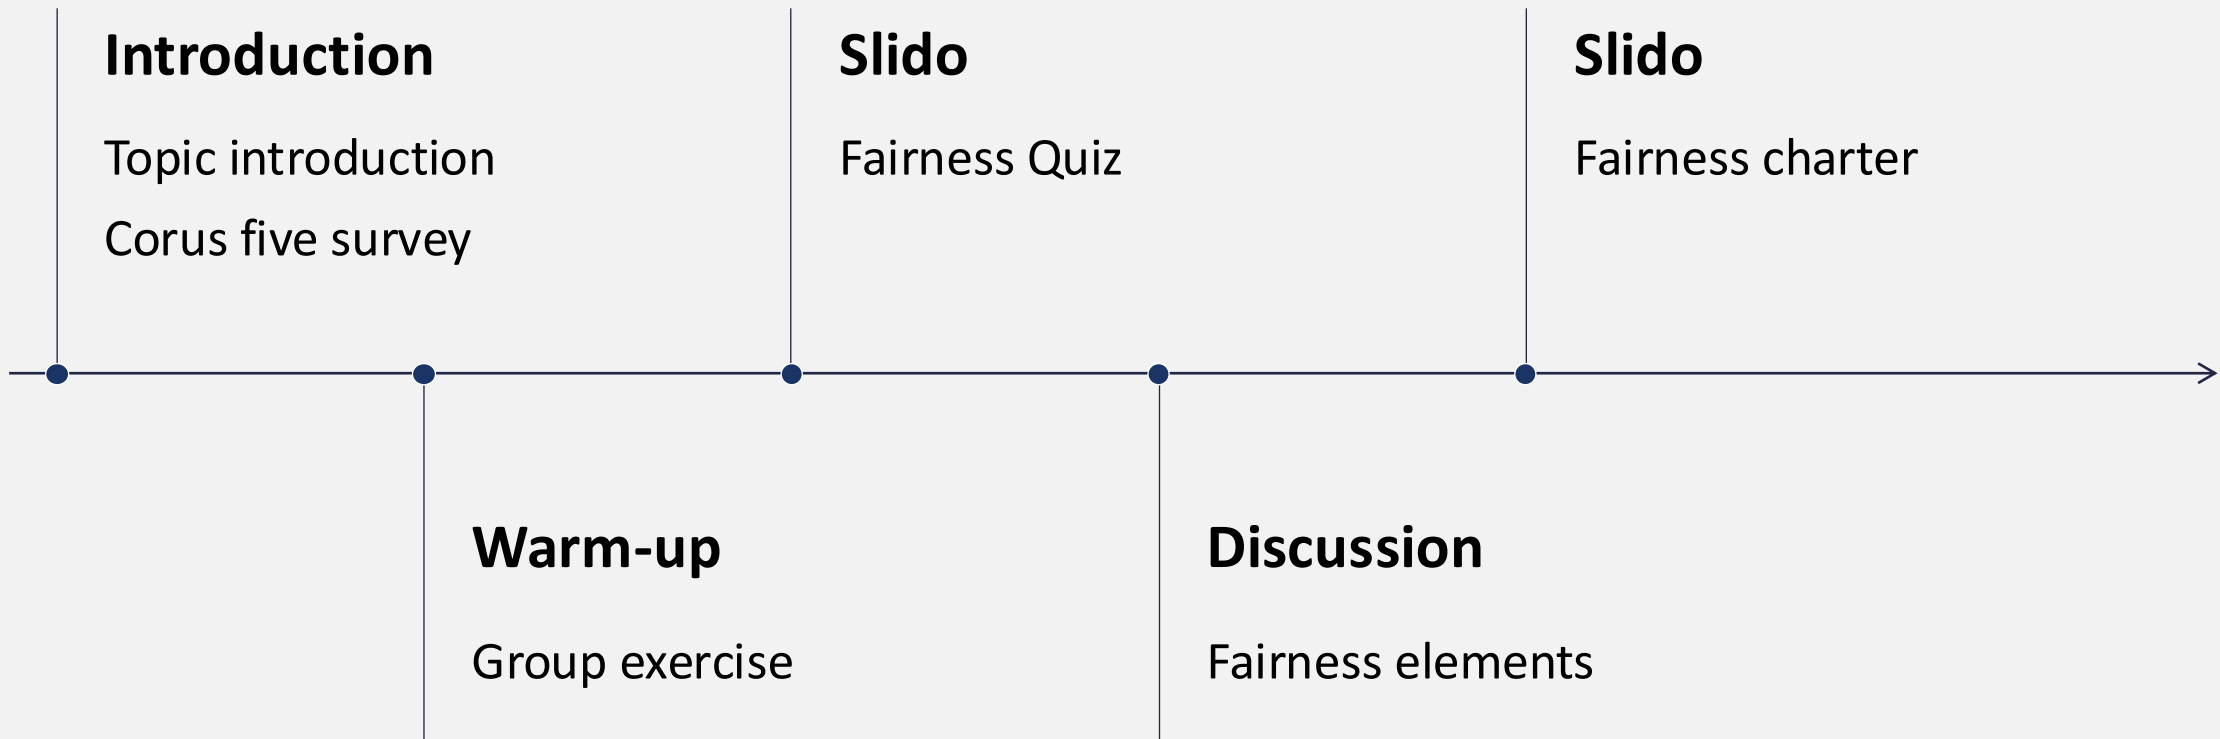 Introduction
Topic introduction
Corus five survey
Warm-up
Group exercise
Slido
Fairness Quiz
Discussion
Fairness elements
Slido
Fairness charter